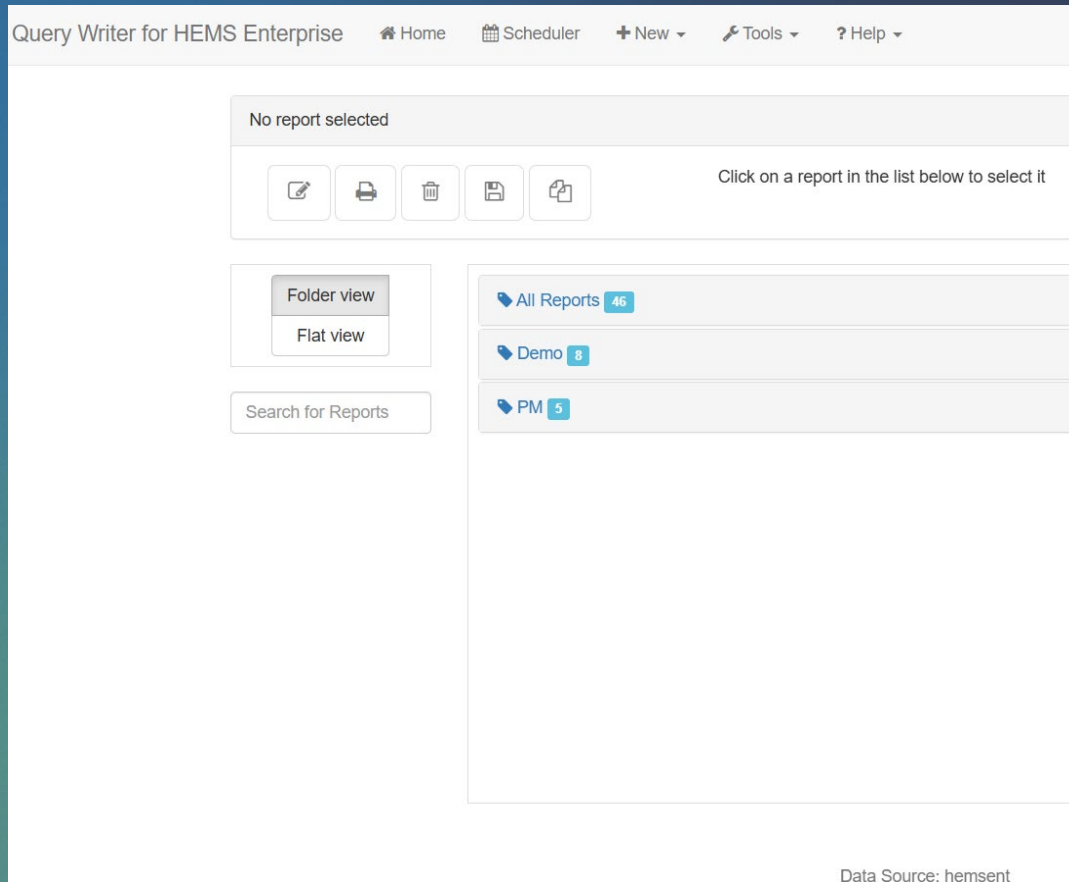 Query Writer for HEMS Enterprise Home Scheduler New Tools ? Help
No report selected
Click on a report in the list below to select it
Folder view
Flat view
Search for Reports
All Reports 46
Demo 8
PM 5
Data Source: hemsent